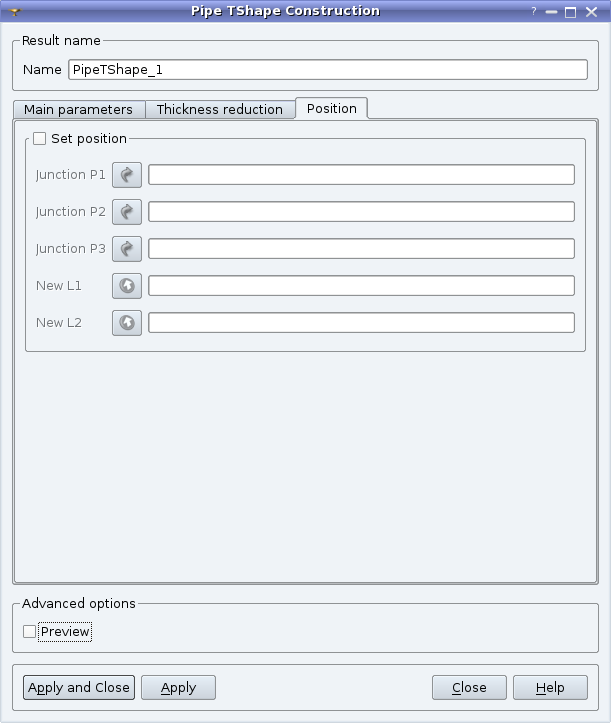 Pipe TShape Construction
Result name
Name PipeTShape_1
Main parameters Thickness reduction Position
Set position
Junction P1
Junction P2
Junction P3
New L1
New L2
Advanced options
Preview
Apply and Close Apply Close Help